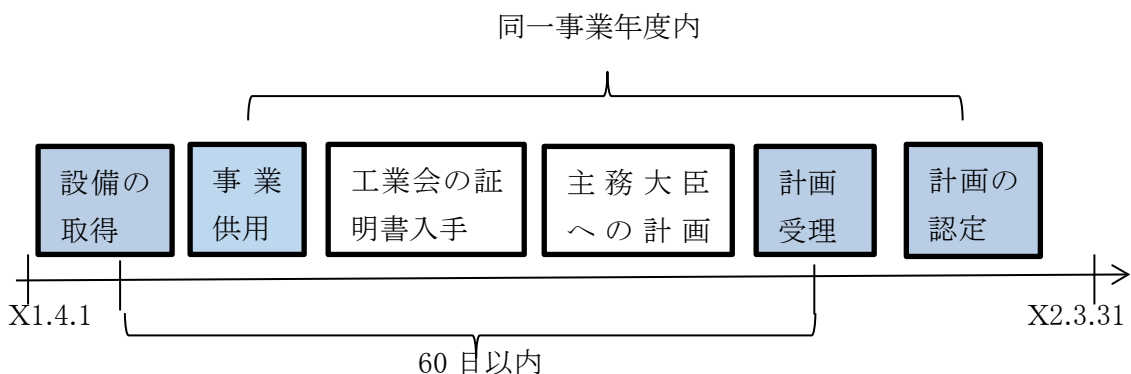 同一事業年度内
設備の
取得
事業
供用
工業会の証
明書入手
主務大臣
への計画
計画
受理
計画の
認定
X1.4.1
X2.3.31
60 日以内